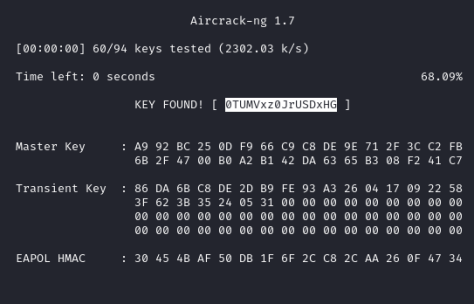 Aircrack-ng 1.7
[00:00:00] 60/94 keys tested (2302.03 k/s)
Time left: 0 seconds 68.09%
KEY FOUND! [ 0TUMVxz0JrUSDxHG ]
Master Key : A9 92 BC 25 0D F9 66 C9 C8 DE 9E 71 2F 3C C2 FB
6B 2F 47 00 B0 A2 B1 42 DA 63 65 B3 08 F2 41 C7
Transient Key : 86 DA 6B C8 DE 2D B9 FE 93 A3 26 04 17 09 22 58
3F 62 3B 35 24 05 31 00 00 00 00 00 00 00 00 00
00 00 00 00 00 00 00 00 00 00 00 00 00 00 00 00
00 00 00 00 00 00 00 00 00 00 00 00 00 00 00 00
EAPOL HMAC : 30 45 4B AF 50 DB 1F 6F 2C C8 2C AA 26 0F 47 34